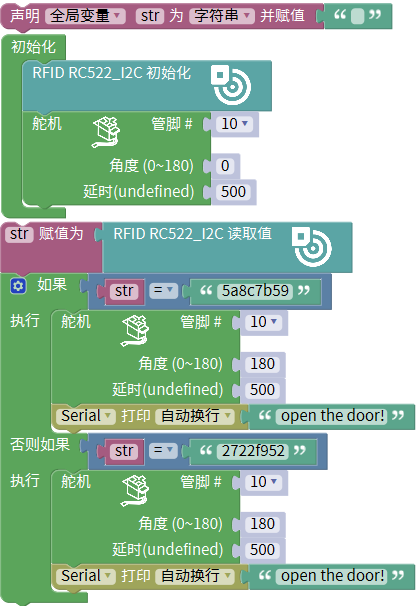 声明 全局变量 str 为 字符串 并赋值 “ ”
初始化
RFID RC522_I2C 初始化
舵机 管脚 # 10
角度 (0~180) 0
延时(undefined) 500
str 赋值为 RFID RC522_I2C 读取值
如果 str = “ 5a8c7b59 ”
执行 舵机 管脚 # 10
角度 (0~180) 180
延时(undefined) 500
Serial 打印 自动换行 “ open the door! ”
否则如果 str = “ 2722f952 ”
执行 舵机 管脚 # 10
角度 (0~180) 180
延时(undefined) 500
Serial 打印 自动换行 “ open the door! ”